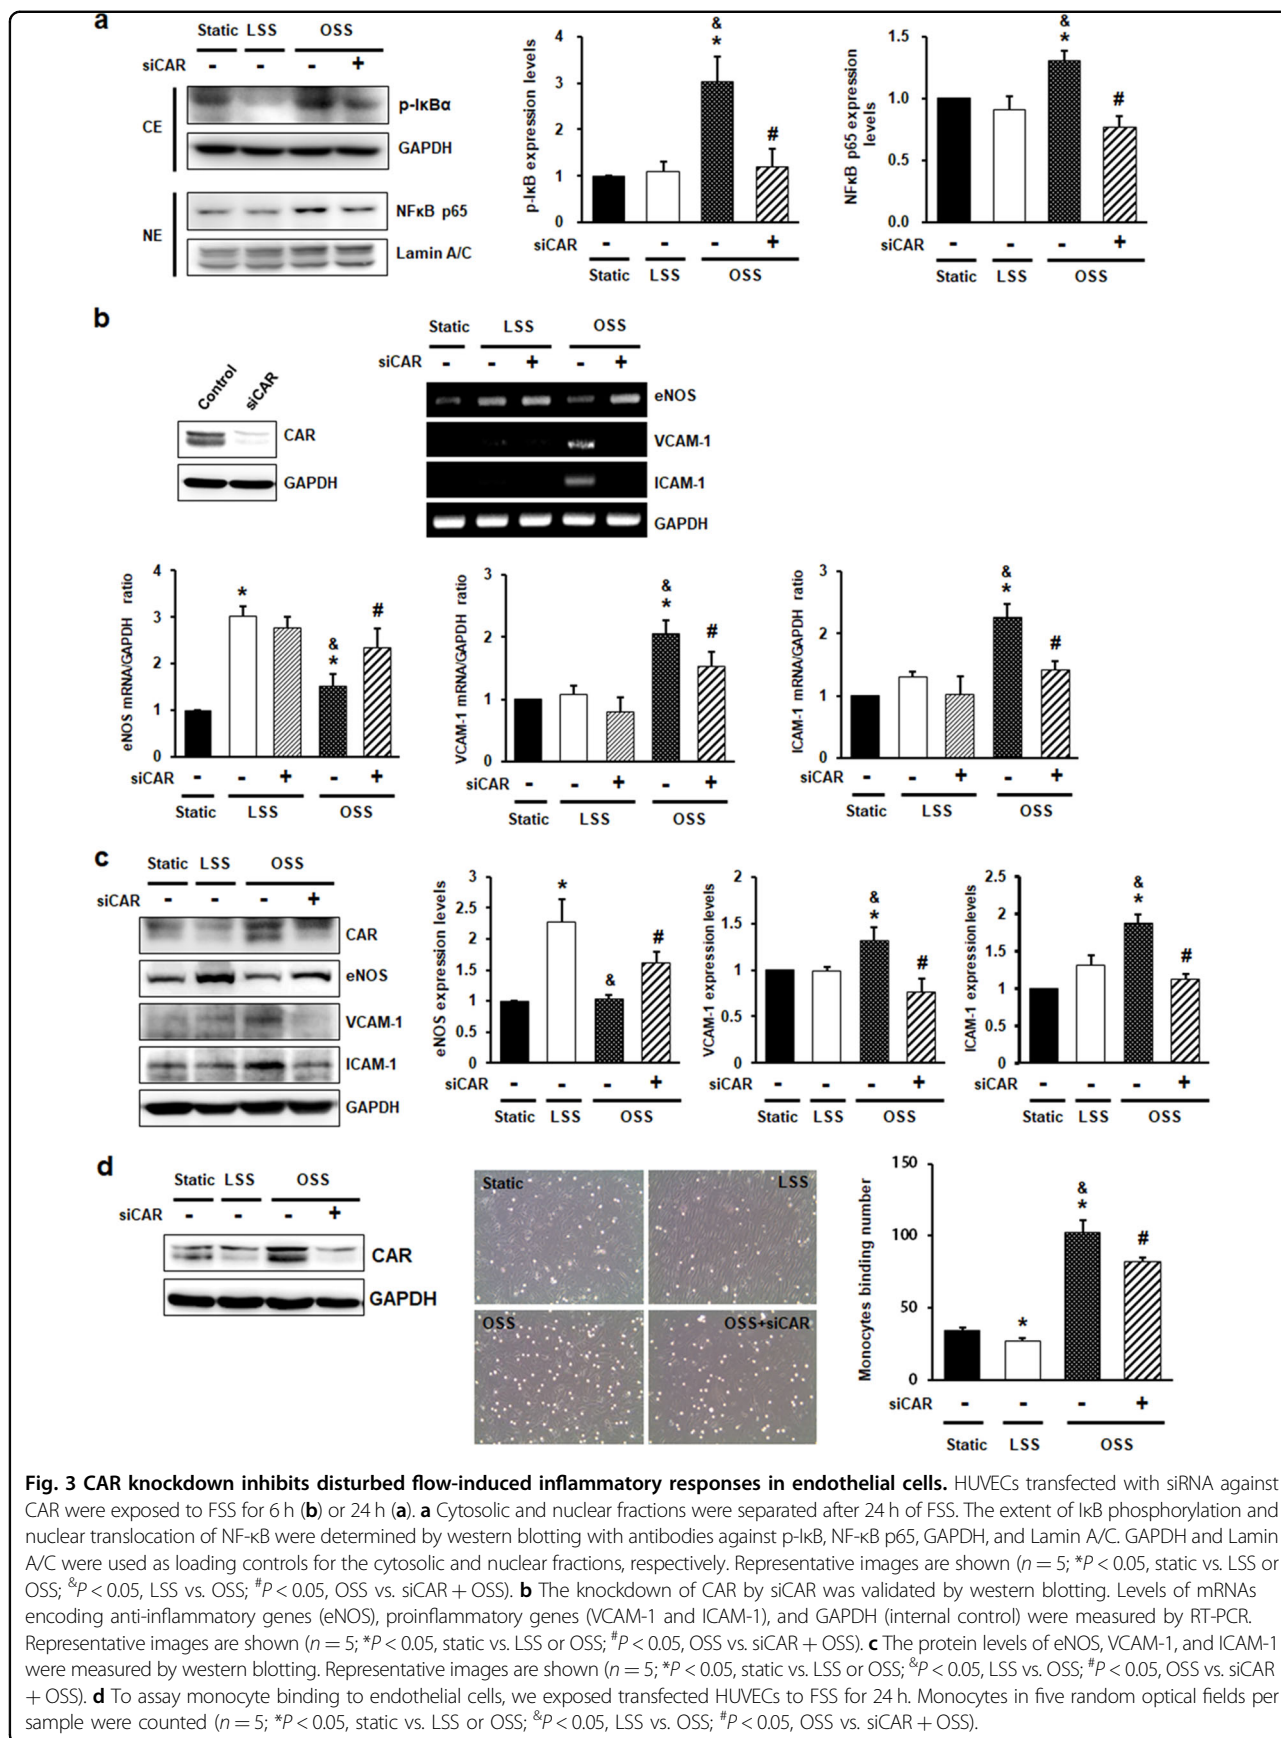 a
Static LSS OSS
siCAR - - - +
CE
p-IκBα
GAPDH
NE
NFκB p65
Lamin A/C
p-IκB expression levels
4
3
2
1
0
&
*
#
siCAR - - - +
Static LSS OSS
NFκB p65 expression
levels
1.5
1.0
0.5
0.0
&
*
#
siCAR - - - +
Static LSS OSS
b
Control siCAR
CAR
GAPDH
Static LSS OSS
siCAR - - + - +
eNOS
VCAM-1
ICAM-1
GAPDH
eNOS mRNA/GAPDH ratio
4
3
2
1
0
*
&
*
#
siCAR - - + - +
Static LSS OSS
VCAM-1 mRNA/GAPDH ratio
3
2
1
0
&
*
#
siCAR - - + - +
Static LSS OSS
ICAM-1 mRNA/GAPDH ratio
3
2
1
0
&
*
#
siCAR - - + - +
Static LSS OSS
c
Static LSS OSS
siCAR - - - +
CAR
eNOS
VCAM-1
ICAM-1
GAPDH
eNOS expression levels
3
2.5
2
1.5
1
0.5
0
*
&
#
siCAR - - - +
Static LSS OSS
VCAM-1 expression levels
2
1.5
1
0.5
0
&
*
#
siCAR - - - +
Static LSS OSS
ICAM-1 expression levels
2.5
2
1.5
1
0.5
0
&
*
#
siCAR - - - +
Static LSS OSS
d
Static LSS OSS
siCAR - - - +
CAR
GAPDH
Static LSS
OSS OSS+siCAR
Monocytes binding number
150
100
50
0
*
&
*
#
siCAR - - - +
Static LSS OSS
Fig. 3 CAR knockdown inhibits disturbed flow-induced inflammatory responses in endothelial cells. HUVECs transfected with siRNA against
CAR were exposed to FSS for 6 h (b) or 24 h (a). a Cytosolic and nuclear fractions were separated after 24 h of FSS. The extent of IκB phosphorylation and
nuclear translocation of NF-κB were determined by western blotting with antibodies against p-IκB, NF-κB p65, GAPDH, and Lamin A/C. GAPDH and Lamin
A/C were used as loading controls for the cytosolic and nuclear fractions, respectively. Representative images are shown (n = 5; *P < 0.05, static vs. LSS or
OSS; &P < 0.05, LSS vs. OSS; #P < 0.05, OSS vs. siCAR + OSS). b The knockdown of CAR by siCAR was validated by western blotting. Levels of mRNAs
encoding anti-inflammatory genes (eNOS), proinflammatory genes (VCAM-1 and ICAM-1), and GAPDH (internal control) were measured by RT-PCR.
Representative images are shown (n = 5; *P < 0.05, static vs. LSS or OSS; #P < 0.05, OSS vs. siCAR + OSS). c The protein levels of eNOS, VCAM-1, and ICAM-1
were measured by western blotting. Representative images are shown (n = 5; *P < 0.05, static vs. LSS or OSS; &P < 0.05, LSS vs. OSS; #P < 0.05, OSS vs. siCAR
+ OSS). d To assay monocyte binding to endothelial cells, we exposed transfected HUVECs to FSS for 24 h. Monocytes in five random optical fields per
sample were counted (n = 5; *P < 0.05, static vs. LSS or OSS; &P < 0.05, LSS vs. OSS; #P < 0.05, OSS vs. siCAR + OSS).